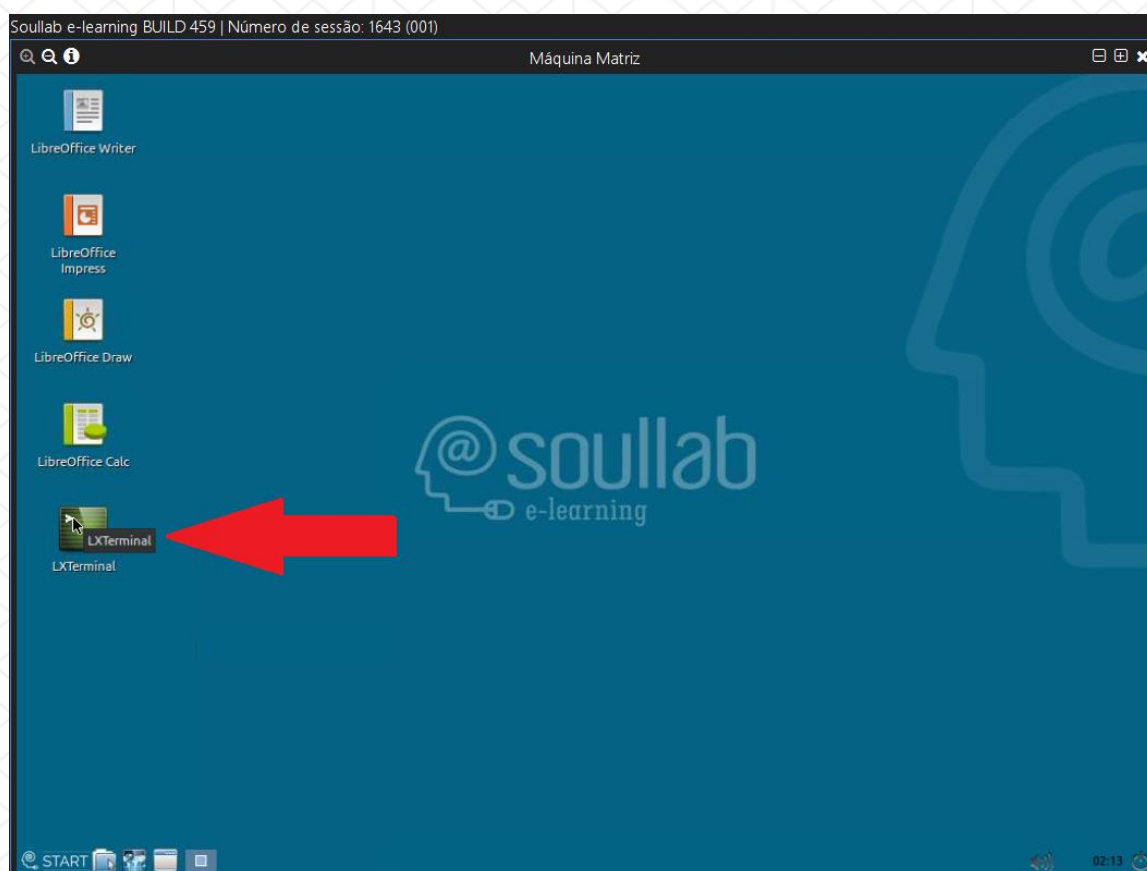 Soullab e-learning BUILD 459 | Número de sessão: 1643 (001)
Máquina Matriz
LibreOffice Writer
LibreOffice
Impress
LibreOffice Draw
LibreOffice Calc
@soullab
e-learning
LXTerminal
LXTerminal
START
02:13